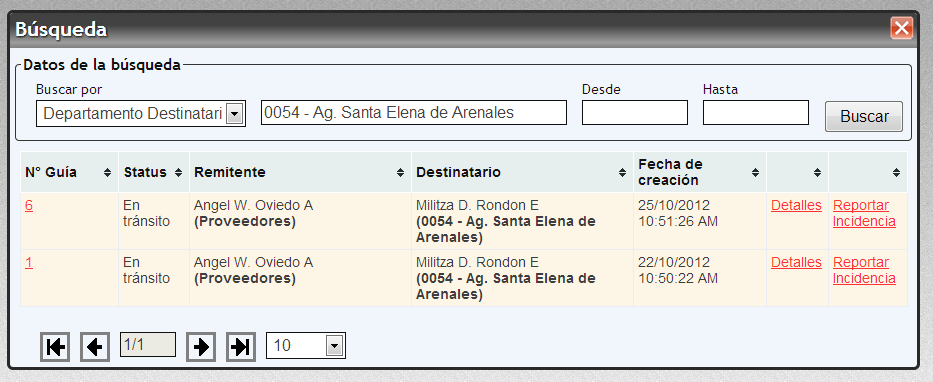 Búsqueda
Datos de la búsqueda
Buscar por
Desde
Hasta
Departamento Destinatari
0054 - Ag. Santa Elena de Arenales
Buscar
N° Guía Status Remitente Destinatario Fecha de creación
6 En tránsito Angel W. Oviedo A (Proveedores) Militza D. Rondon E (0054 - Ag. Santa Elena de Arenales) 25/10/2012 10:51:26 AM Detalles Reportar Incidencia
1 En tránsito Angel W. Oviedo A (Proveedores) Militza D. Rondon E (0054 - Ag. Santa Elena de Arenales) 22/10/2012 10:50:22 AM Detalles Reportar Incidencia
1/1
10